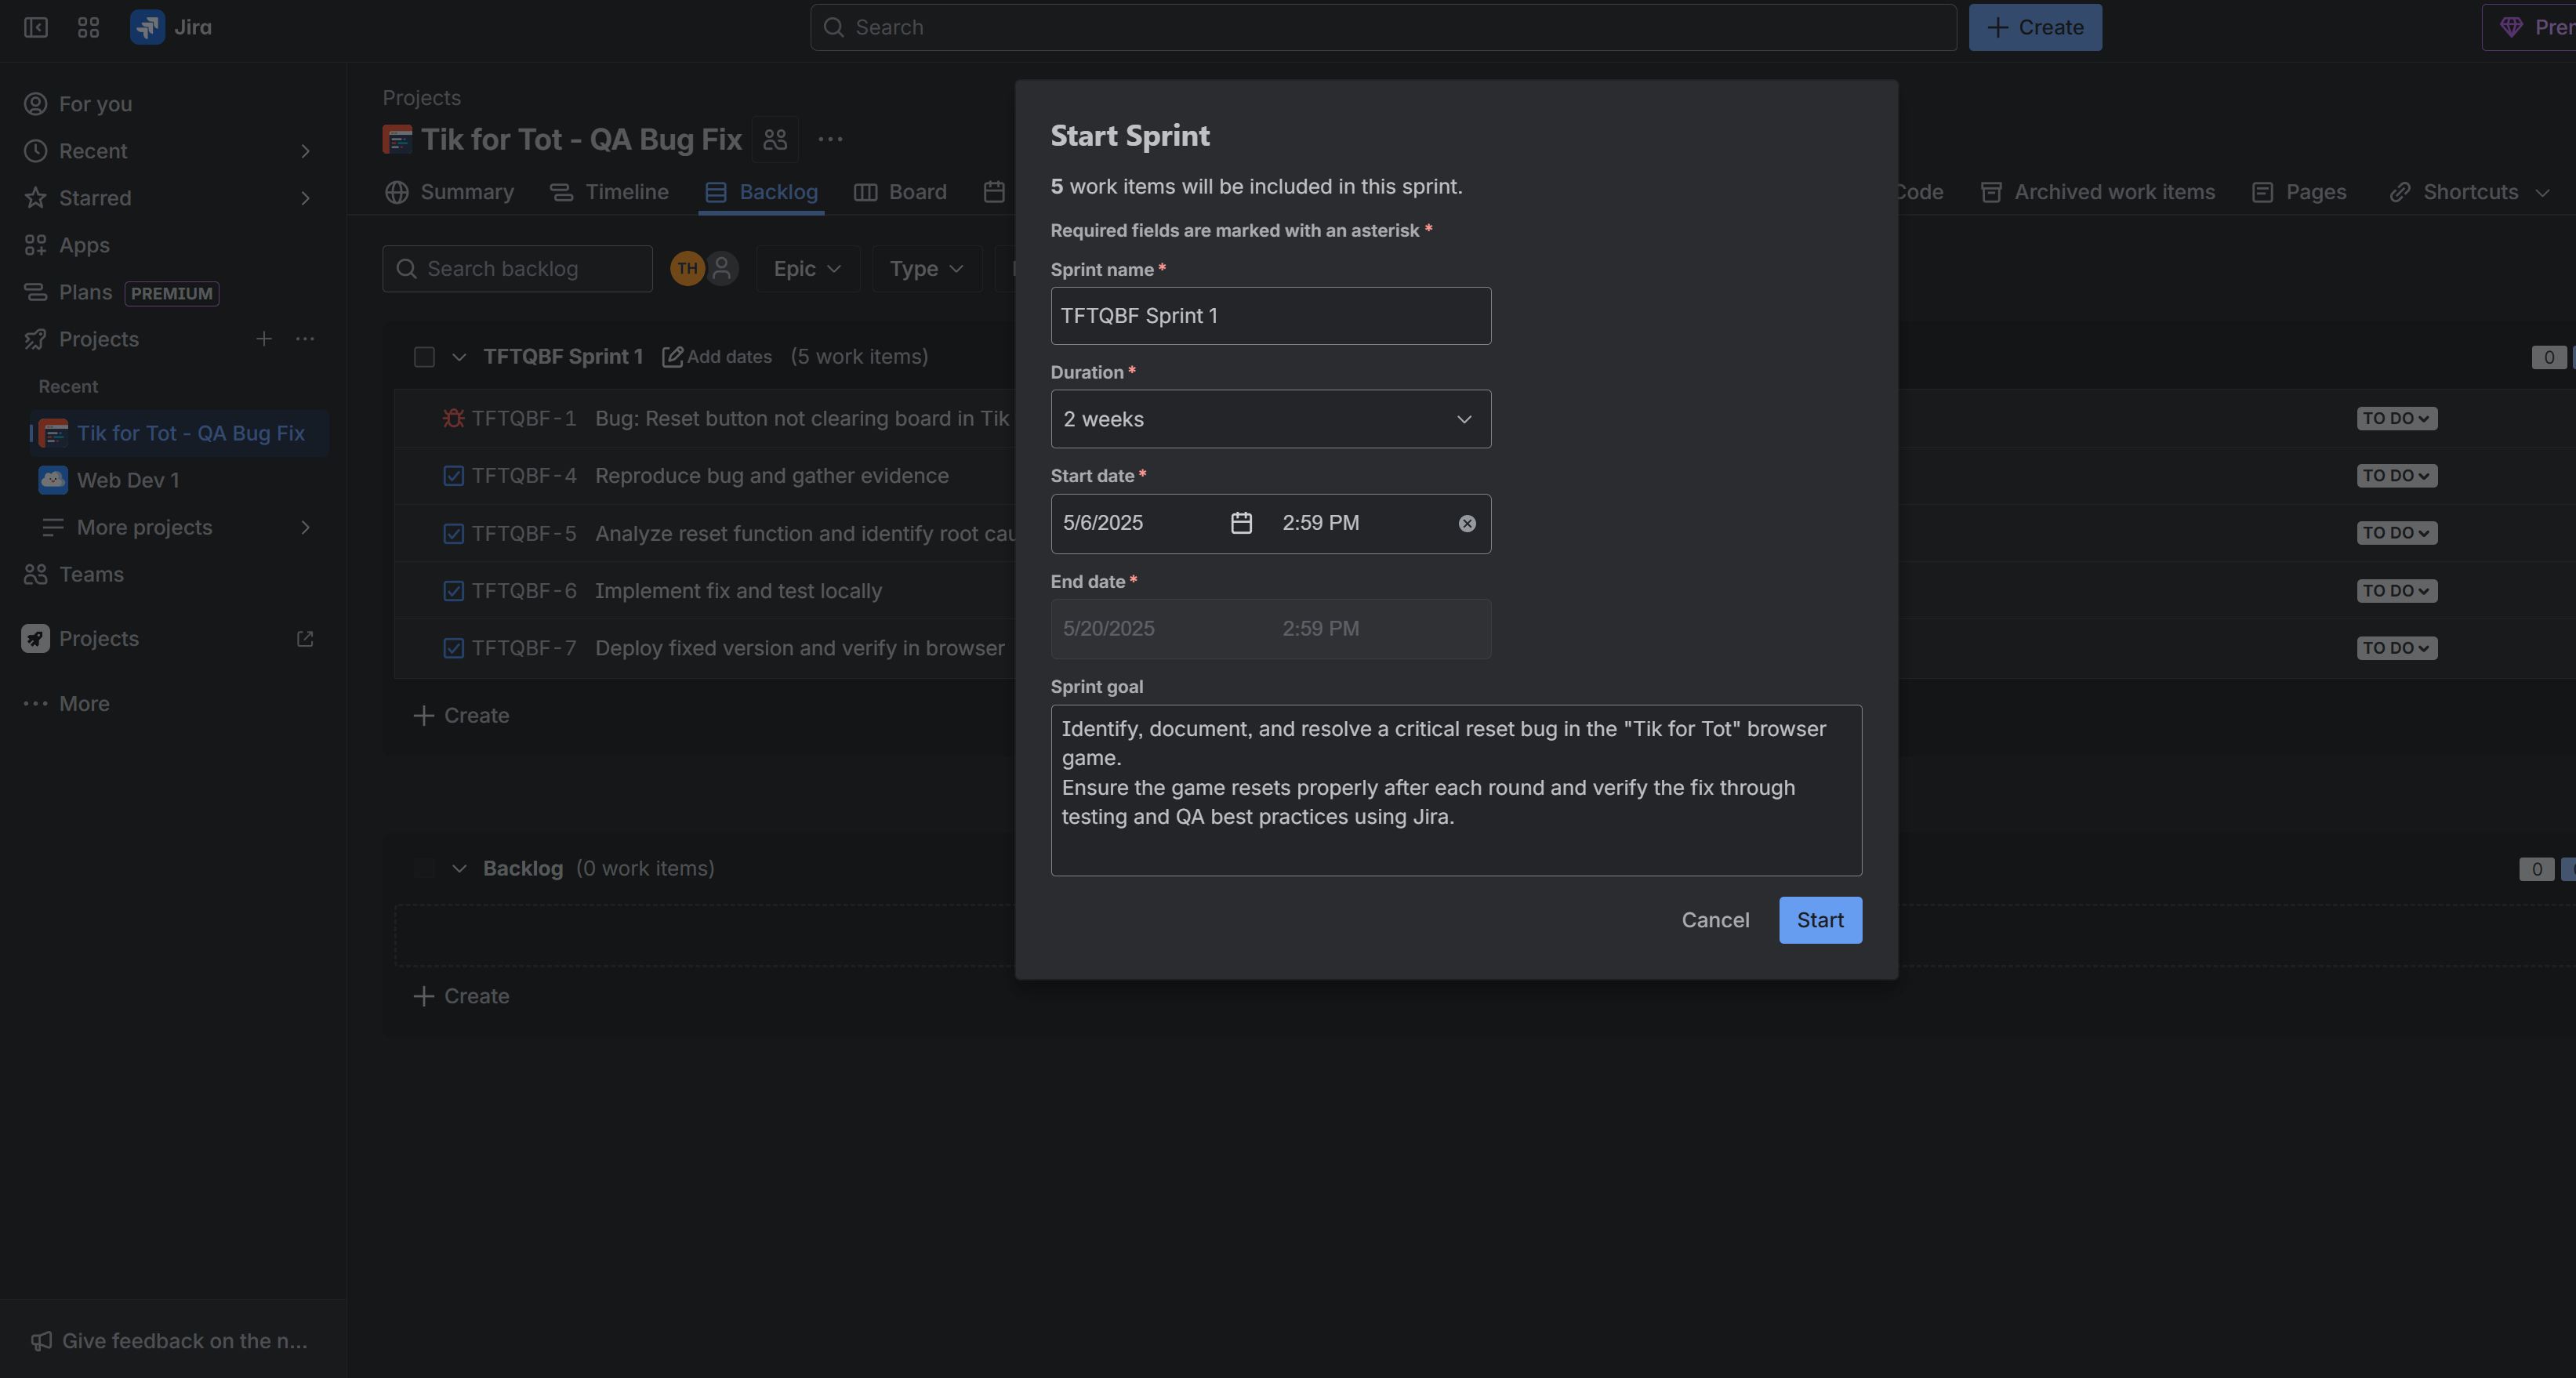 Jira
Search
Create
For you
Recent
Starred
Apps
Plans PREMIUM
Projects
Recent
Tik for Tot - QA Bug Fix
Web Dev 1
More projects
Teams
Projects
More
Give feedback on the n...
Projects
Tik for Tot - QA Bug Fix
Summary Timeline Backlog Board
Archived work items Pages Shortcuts
Search backlog TH Epic Type
TFTQBF Sprint 1 Add dates (5 work items) 0
TFTQBF-1 Bug: Reset button not clearing board in Tik TO DO
TFTQBF-4 Reproduce bug and gather evidence TO DO
TFTQBF-5 Analyze reset function and identify root TO DO
TFTQBF-6 Implement fix and test locally TO DO
TFTQBF-7 Deploy fixed version and verify in browser TO DO
Create
Backlog (0 work items) 0
Create
Start Sprint
5 work items will be included in this sprint.
Required fields are marked with an asterisk *
Sprint name *
TFTQBF Sprint 1
Duration *
2 weeks
Start date *
5/6/2025 2:59 PM
End date *
5/20/2025 2:59 PM
Sprint goal
Identify, document, and resolve a critical reset bug in the "Tik for Tot" browser
game.
Ensure the game resets properly after each round and verify the fix through
testing and QA best practices using Jira.
Cancel Start